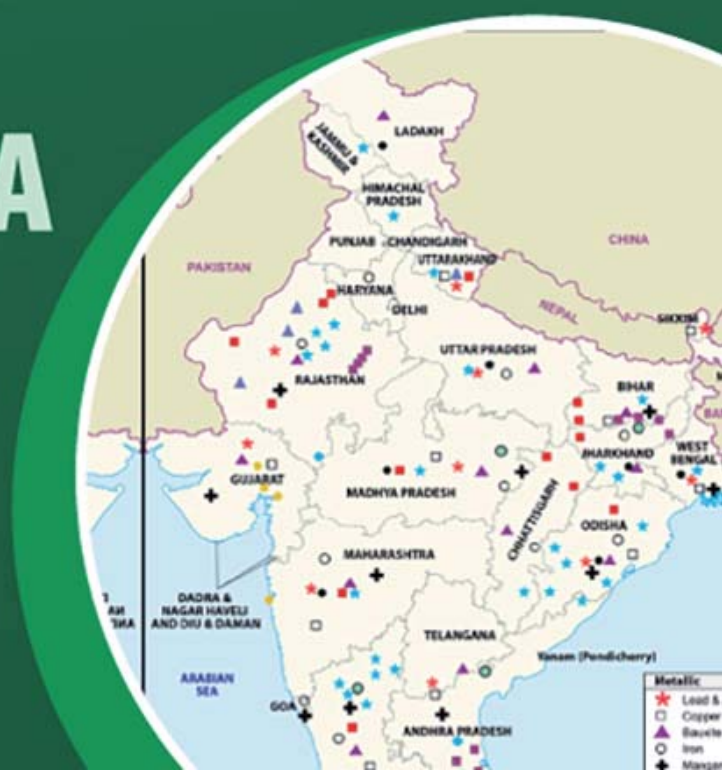 A
LADAKH
JAMMU &
KASHMIR
HIMACHAL
PRADESH
PUNJAB
CHANDIGARH
UTTARAKHAND
CHINA
PAKISTAN
HARYANA
DELHI
NEPAL
SIKKIM
UTTAR PRADESH
RAJASTHAN
BIHAR
JHARKHAND
WEST
BENGAL
GUJARAT
MADHYA PRADESH
CHHATTISGARH
ODISHA
MAHARASHTRA
DADRA &
NAGAR HAVELI
AND DIU & DAMAN
TELANGANA
Yanam (Pondicherry)
ARABIAN
SEA
GOA
ANDHRA PRADESH
Metallic
Lead &
Copper
Bauxite
Iron